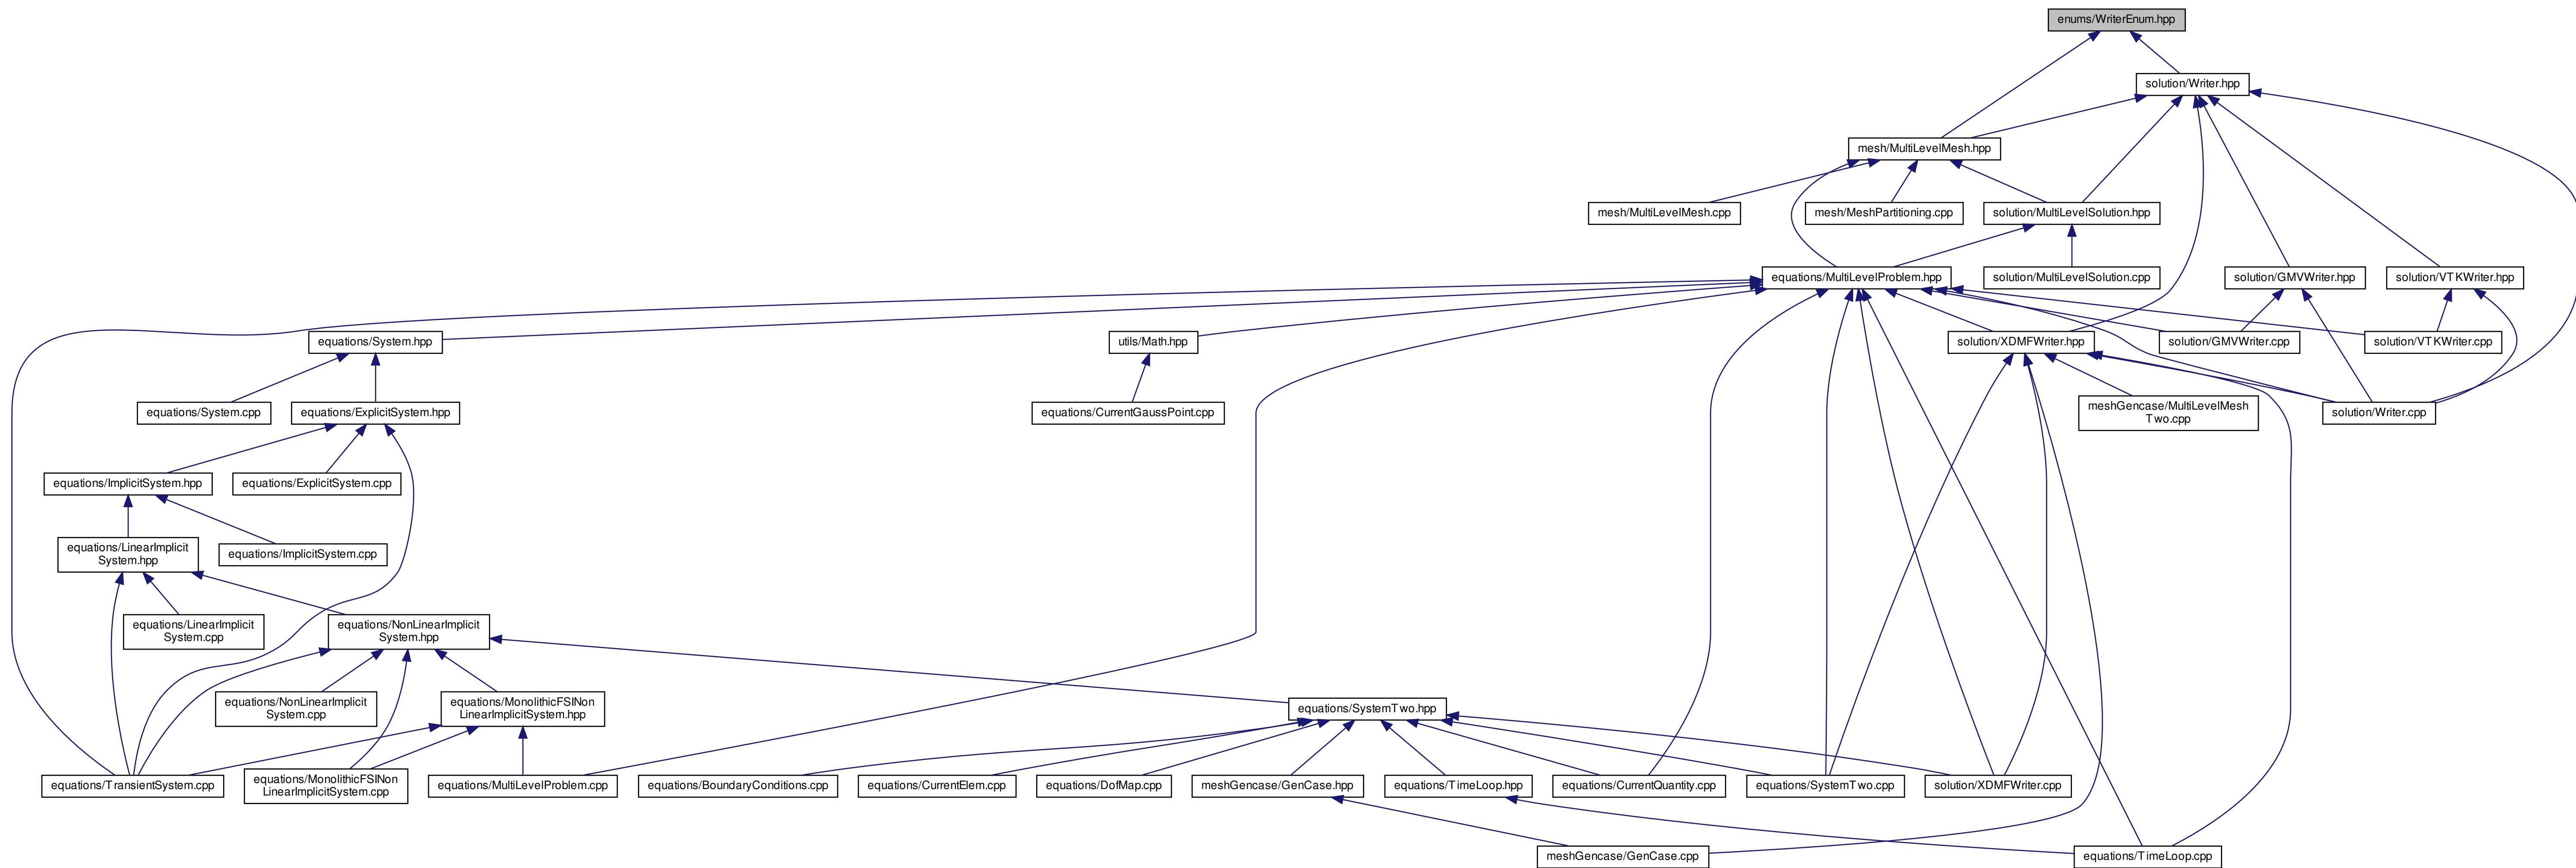 enums/WriterEnum.hpp
solution/Writer.hpp
mesh/MultiLevelMesh.hpp
mesh/MultiLevelMesh.cpp
mesh/MeshPartitioning.cpp
solution/MultiLevelSolution.hpp
equations/MultiLevelProblem.hpp
solution/MultiLevelSolution.cpp
solution/GMVWriter.hpp
solution/VTKWriter.hpp
equations/System.hpp
utils/Math.hpp
solution/XDMFWriter.hpp
solution/GMVWriter.cpp
solution/VTKWriter.cpp
equations/System.cpp
equations/ExplicitSystem.hpp
equations/CurrentGaussPoint.cpp
meshGencase/MultiLevelMesh
Two.cpp
solution/Writer.cpp
equations/ImplicitSystem.hpp
equations/ExplicitSystem.cpp
equations/LinearImplicit
System.hpp
equations/ImplicitSystem.cpp
equations/LinearImplicit
System.cpp
equations/NonLinearImplicit
System.hpp
equations/NonLinearImplicit
System.cpp
equations/MonolithicFSINon
LinearImplicitSystem.hpp
equations/SystemTwo.hpp
equations/TransientSystem.cpp
equations/MonolithicFSINon
LinearImplicitSystem.cpp
equations/MultiLevelProblem.cpp
equations/BoundaryConditions.cpp
equations/CurrentElem.cpp
equations/DofMap.cpp
meshGencase/GenCase.hpp
equations/TimeLoop.hpp
equations/CurrentQuantity.cpp
equations/SystemTwo.cpp
solution/XDMFWriter.cpp
meshGencase/GenCase.cpp
equations/TimeLoop.cpp